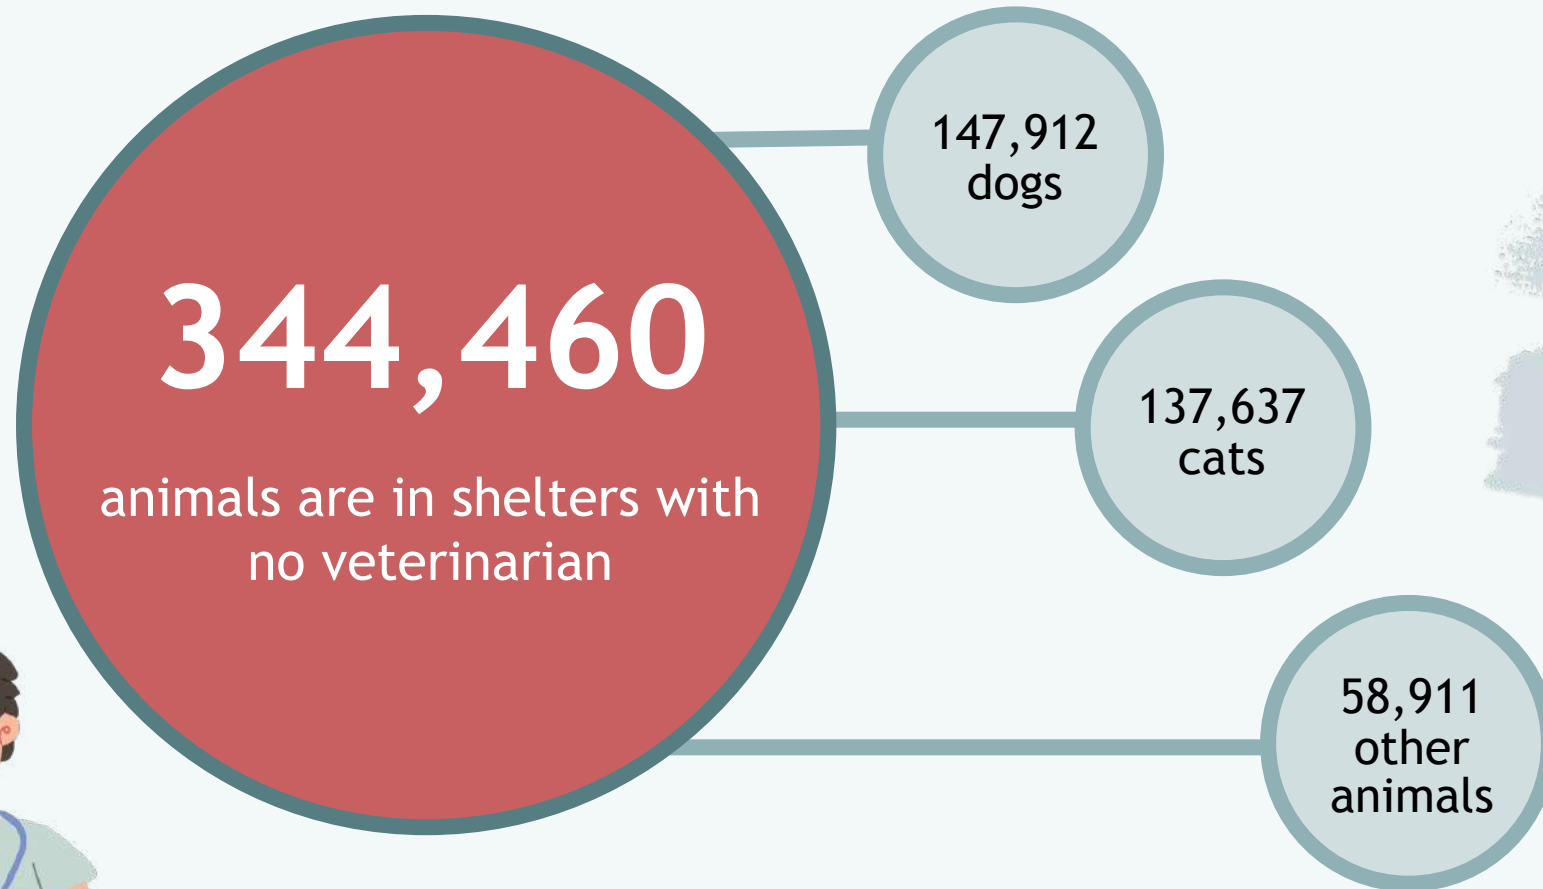 344,460
animals are in shelters with
no veterinarian
147,912
dogs
137,637
cats
58,911
other
animals